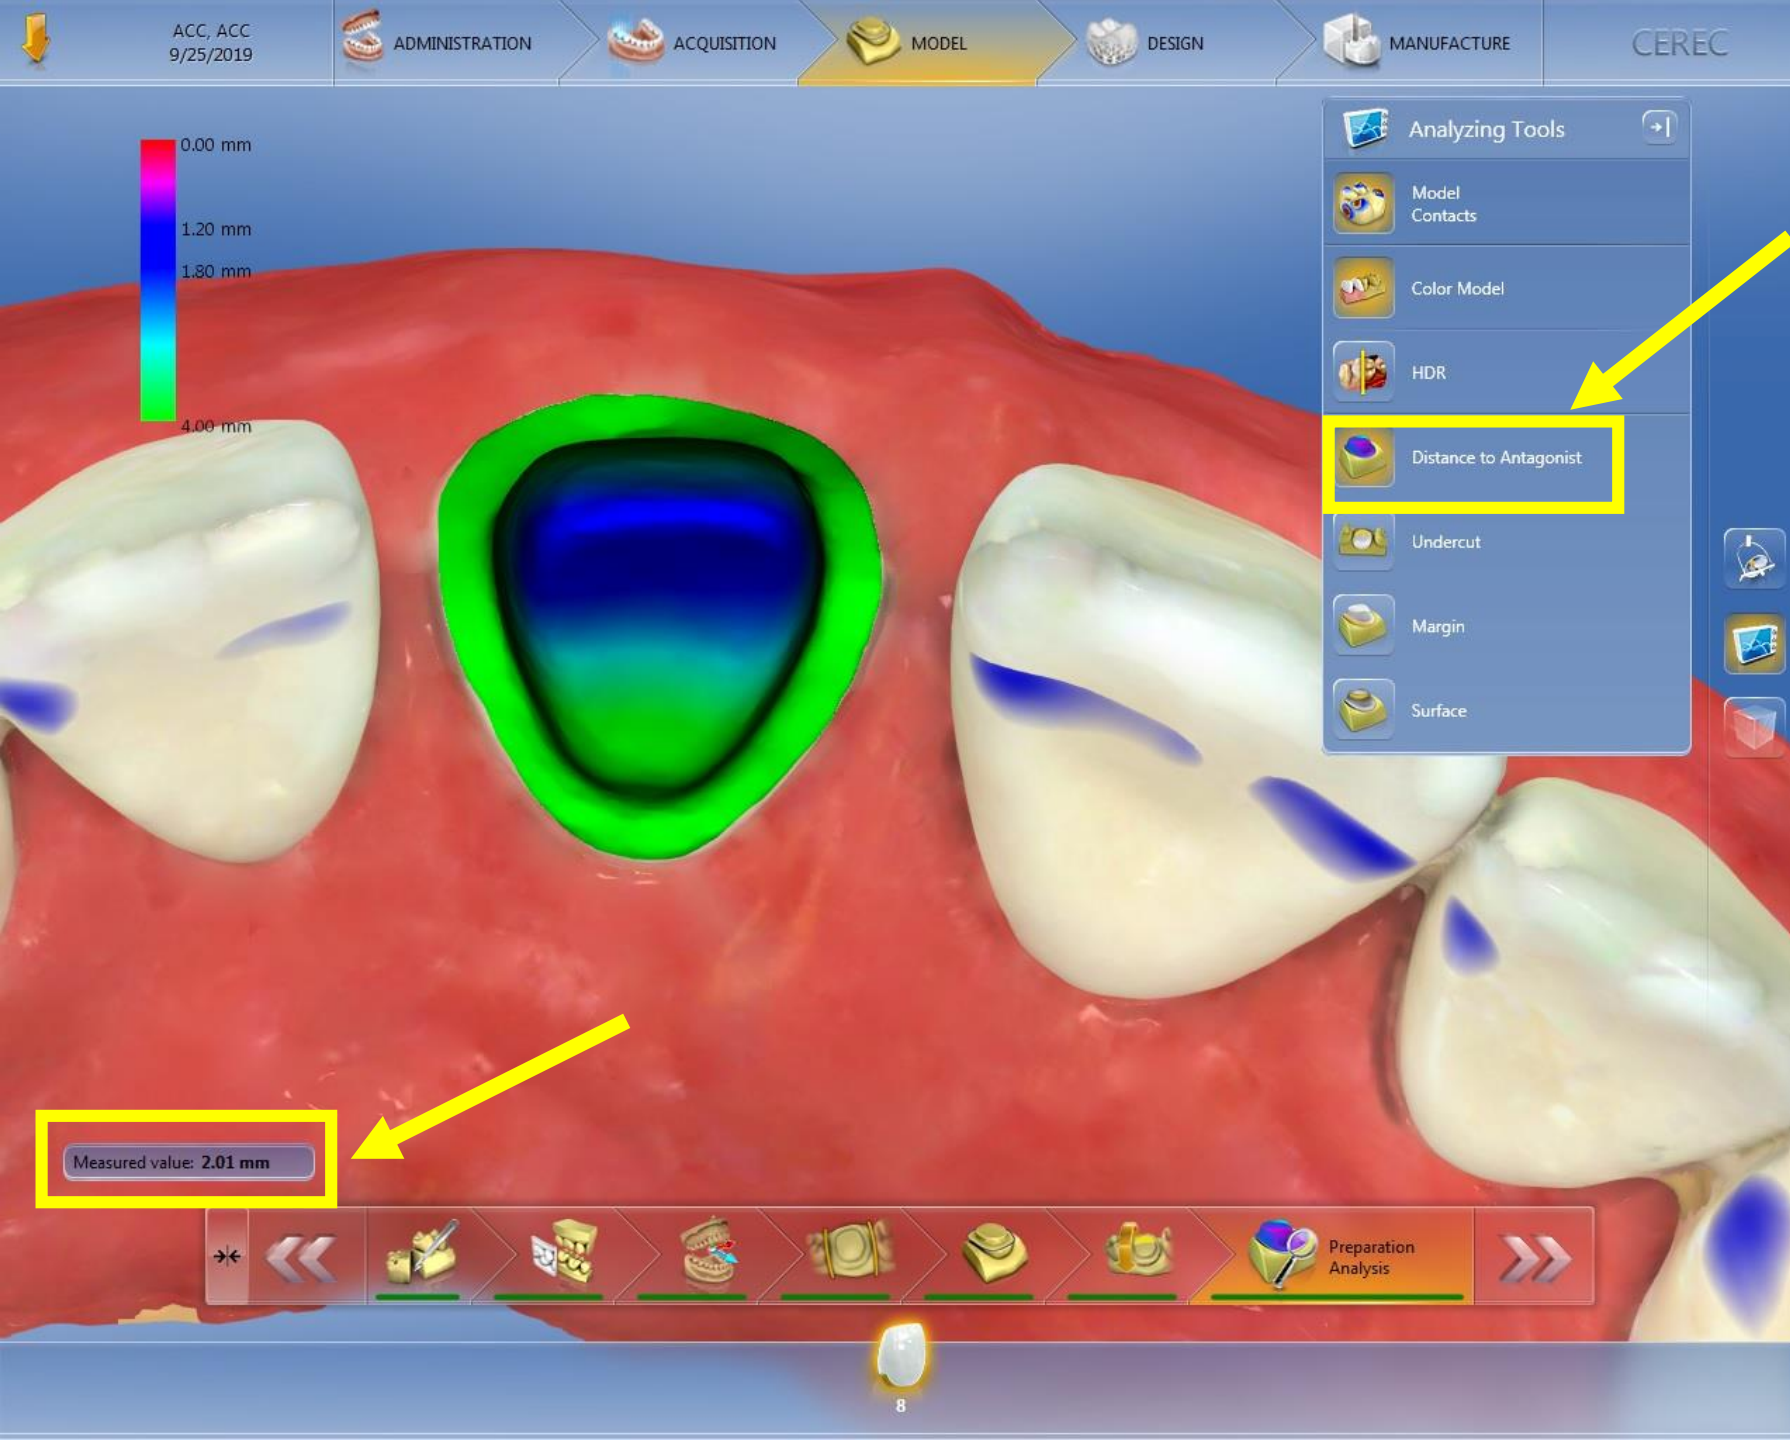 ACC, ACC
9/25/2019
ADMINISTRATION
ACQUISITION
MODEL
DESIGN
MANUFACTURE
CEREC
0.00 mm
1.20 mm
1.80 mm
4.00 mm
Analyzing Tools
Model
Contacts
Color Model
HDR
Distance to Antagonist
Undercut
Margin
Surface
Measured value: 2.01 mm
Preparation
Analysis
8